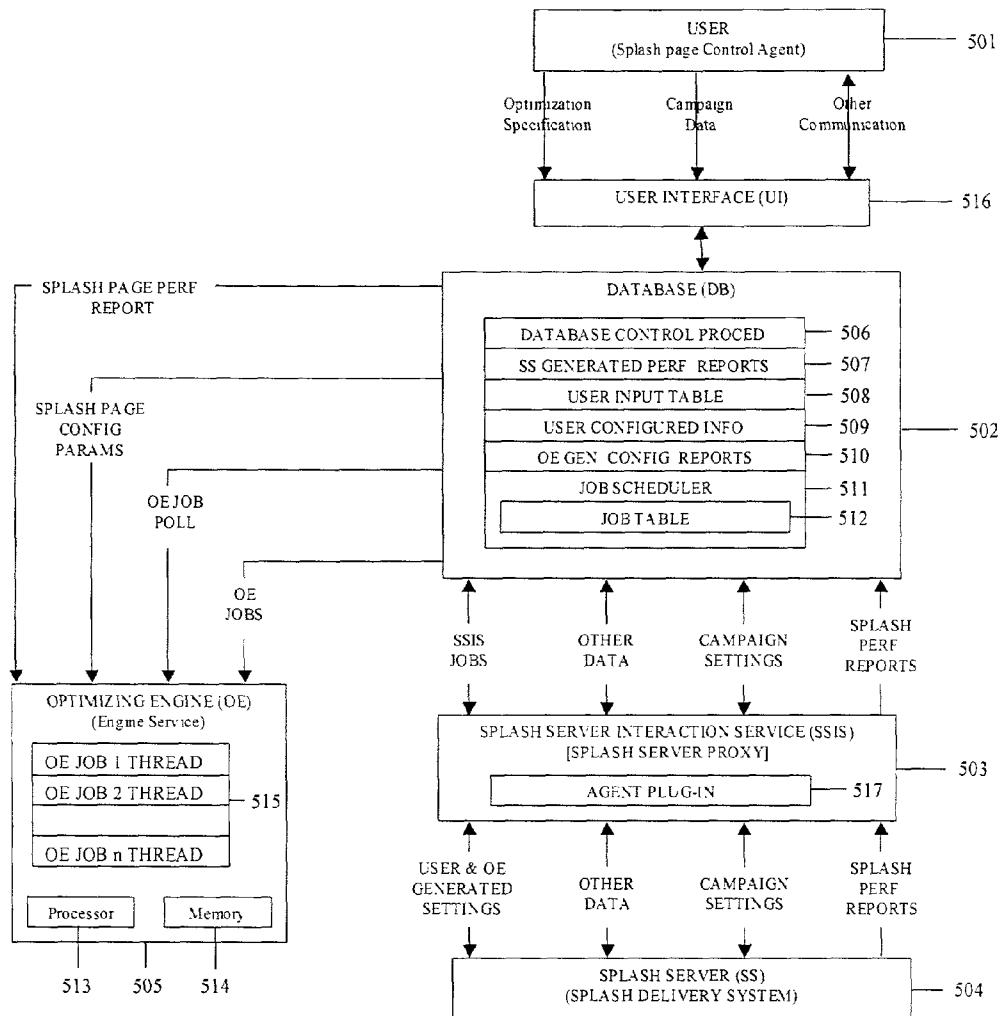 USER
(Splash page Control Agent)
501
Optimization
Specification
Campaign
Data
Other
Communication
USER INTERFACE (UI)
516
SPLASH PAGE PERF
REPORT
DATABASE (DB)
DATABASE CONTROL PROCED
506
SS GENERATED PERF REPORTS
507
USER INPUT TABLE
508
USER CONFIGURED INFO
509
OE GEN CONFIG REPORTS
510
JOB SCHEDULER
511
JOB TABLE
512
502
SPLASH PAGE
CONFIG
PARAMS
OE JOB
POLL
OE
JOBS
SSIS
JOBS
OTHER
DATA
CAMPAIGN
SETTINGS
SPLASH
PERF
REPORTS
OPTIMIZING ENGINE (OE)
(Engine Service)
OE JOB 1 THREAD
OE JOB 2 THREAD
OE JOB n THREAD
515
Processor
Memory
513
505
514
SPLASH SERVER INTERACTION SERVICE (SSIS)
[SPLASH SERVER PROXY]
AGENT PLUG-IN
517
503
USER & OE
GENERATED
SETTINGS
OTHER
DATA
CAMPAIGN
SETTINGS
SPLASH
PERF
REPORTS
SPLASH SERVER (SS)
(SPLASH DELIVERY SYSTEM)
504